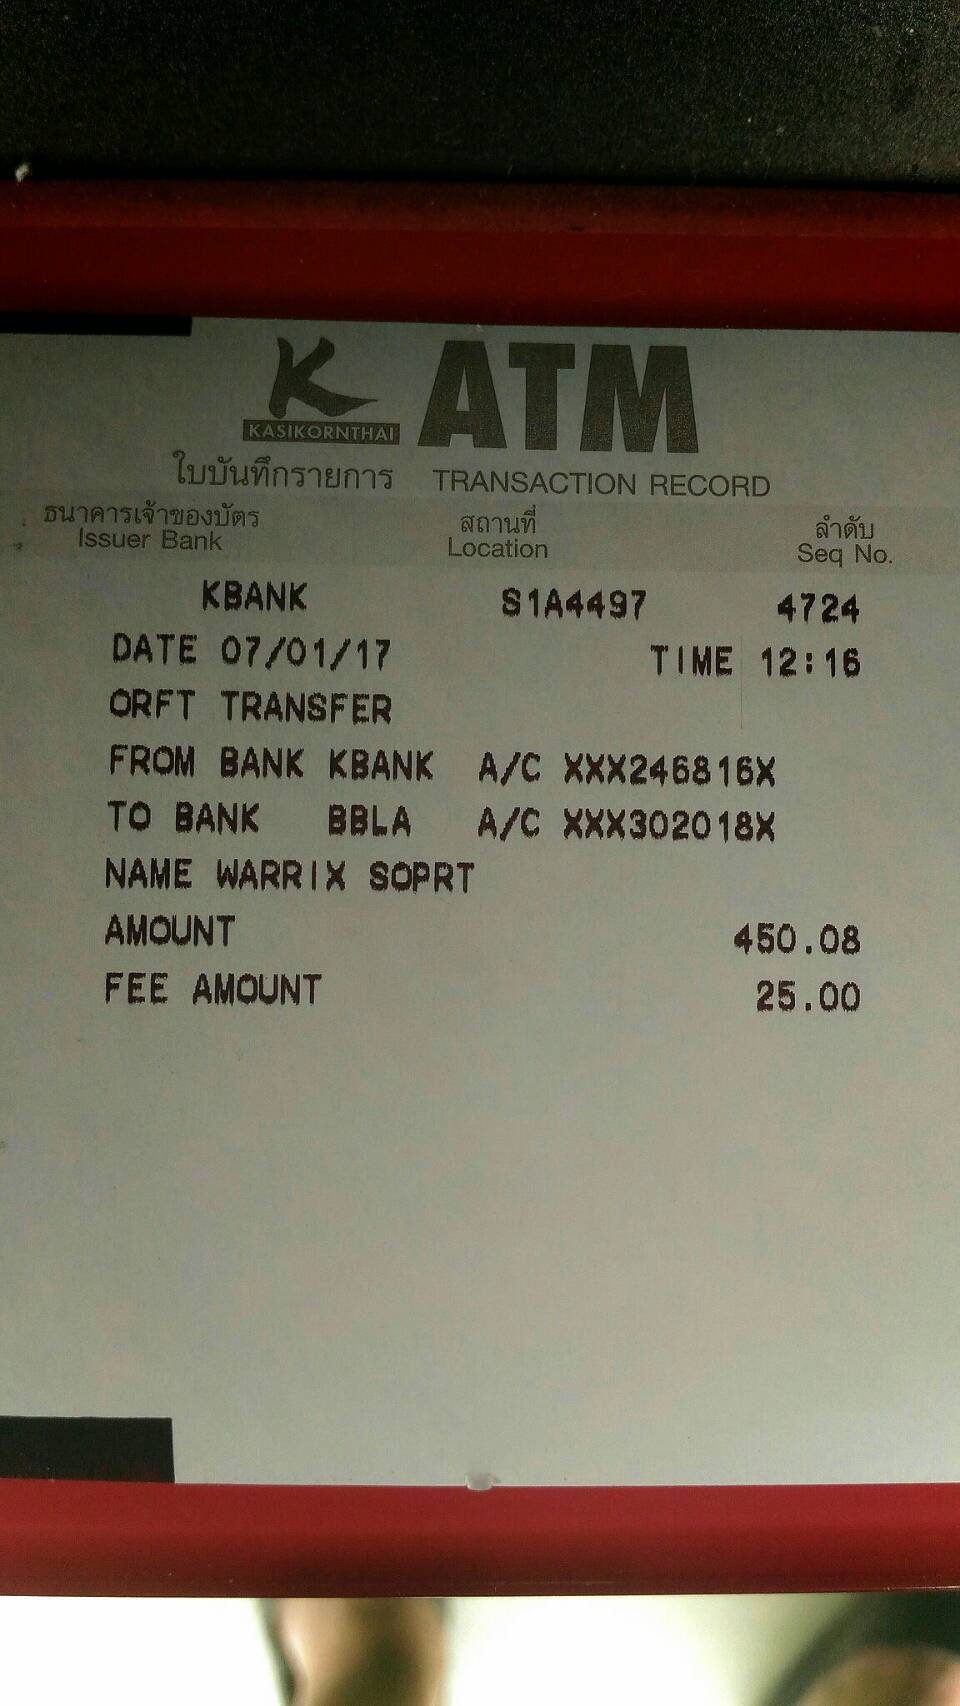 K ATM
KASIKORNTHAI
ใบบันทึกรายการ TRANSACTION RECORD
ธนาคารเจ้าของบัตร สถานที่ ลำดับ
Issuer Bank Location Seq No.
KBANK S1A4497 4724
DATE 07/01/17 TIME 12:16
ORFT TRANSFER
FROM BANK KBANK A/C XXX246816X
TO BANK BBLA A/C XXX302018X
NAME WARRIX SOPRT
AMOUNT 450.08
FEE AMOUNT 25.00